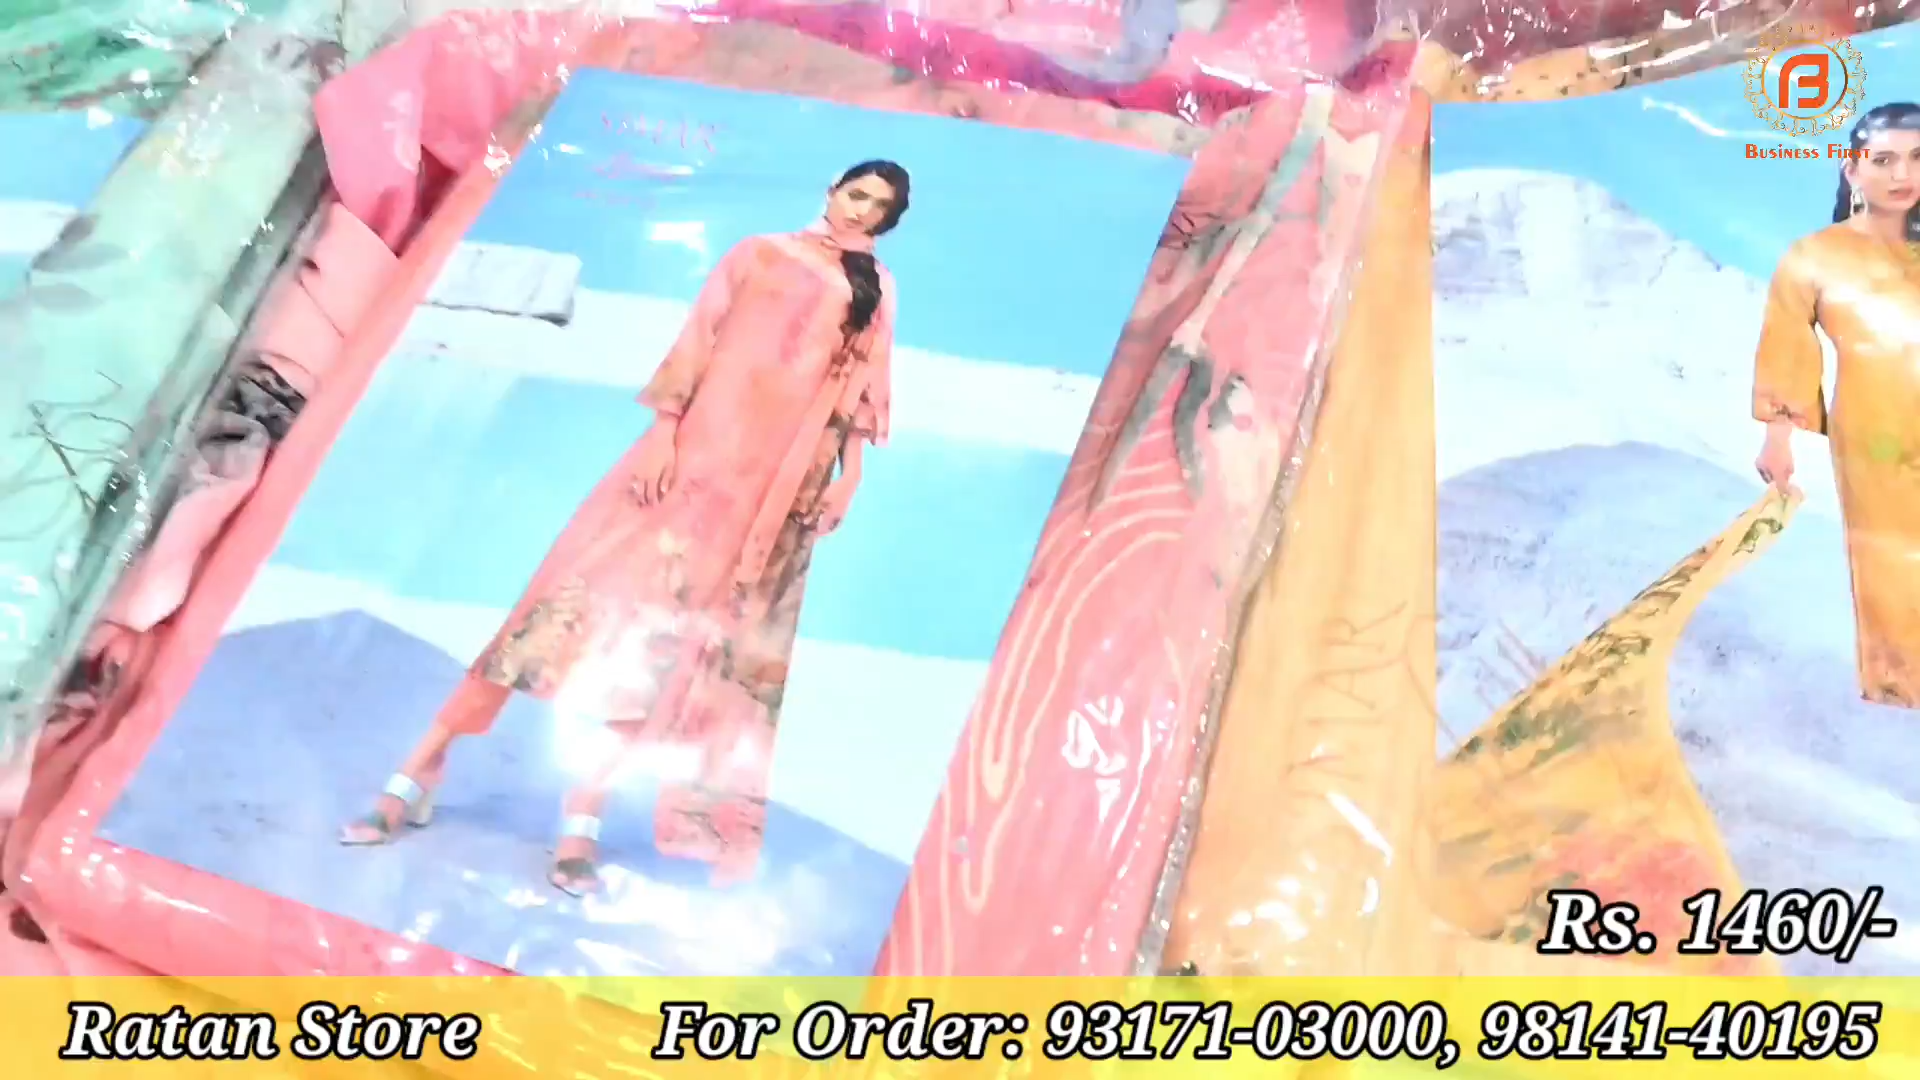 Business First
Rs. 1460/-
Ratan Store
For Order: 93171-03000, 98141-40195